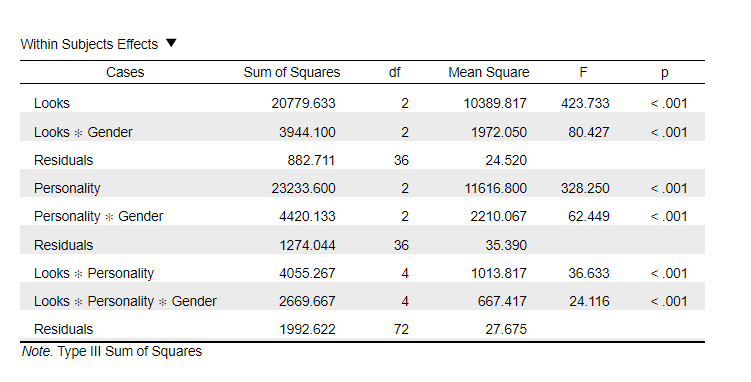 Within Subjects Effects ▼
Cases Sum of Squares df Mean Square F p
Looks 20779.633 2 10389.817 423.733 < .001
Looks ✻ Gender 3944.100 2 1972.050 80.427 < .001
Residuals 882.711 36 24.520
Personality 23233.600 2 11616.800 328.250 < .001
Personality ✻ Gender 4420.133 2 2210.067 62.449 < .001
Residuals 1274.044 36 35.390
Looks ✻ Personality 4055.267 4 1013.817 36.633 < .001
Looks ✻ Personality ✻ Gender 2669.667 4 667.417 24.116 < .001
Residuals 1992.622 72 27.675
Note. Type III Sum of Squares